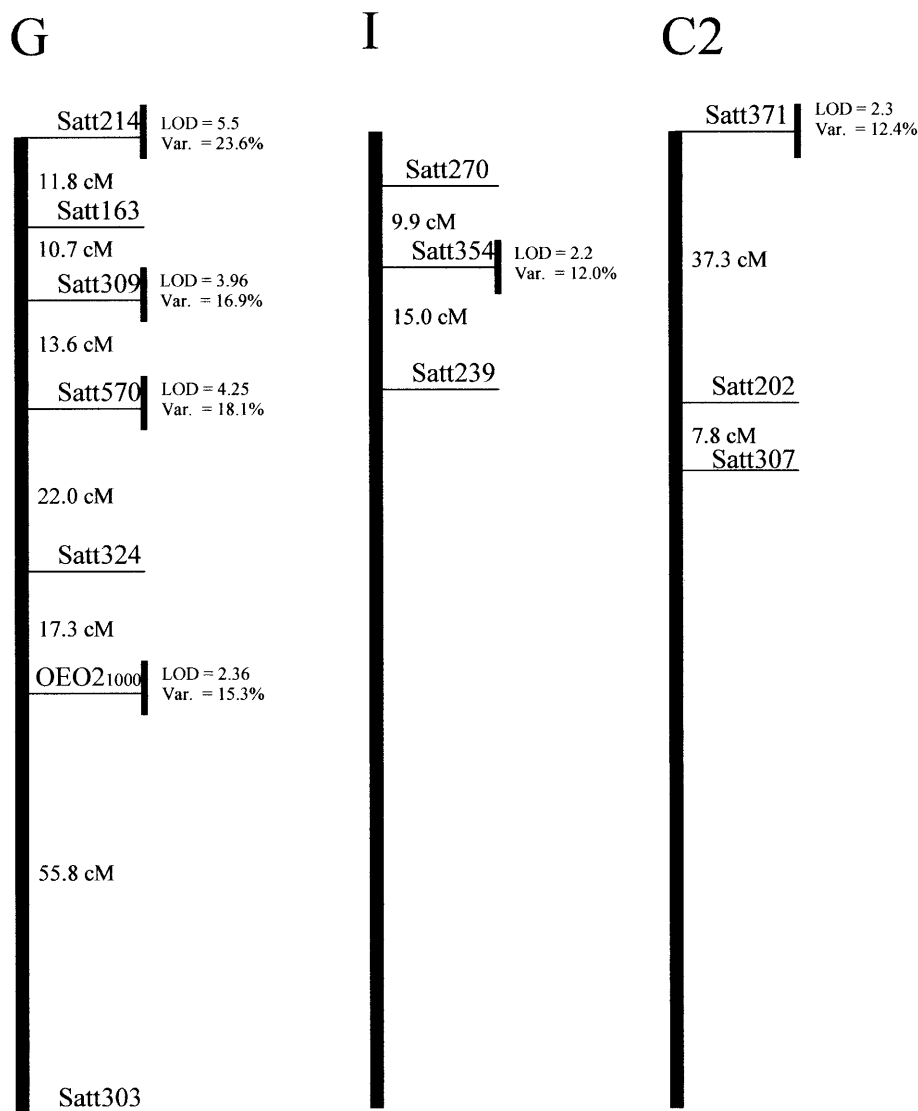 G
Satt214
LOD = 5.5
Var. = 23.6%
11.8 cM
Satt163
10.7 cM
Satt309
LOD = 3.96
Var. = 16.9%
13.6 cM
Satt570
LOD = 4.25
Var. = 18.1%
22.0 cM
Satt324
17.3 cM
OEO21000
LOD = 2.36
Var. = 15.3%
55.8 cM
Satt303
I
Satt270
9.9 cM
Satt354
LOD = 2.2
Var. = 12.0%
15.0 cM
Satt239
C2
Satt371
LOD = 2.3
Var. = 12.4%
37.3 cM
Satt202
7.8 cM
Satt307